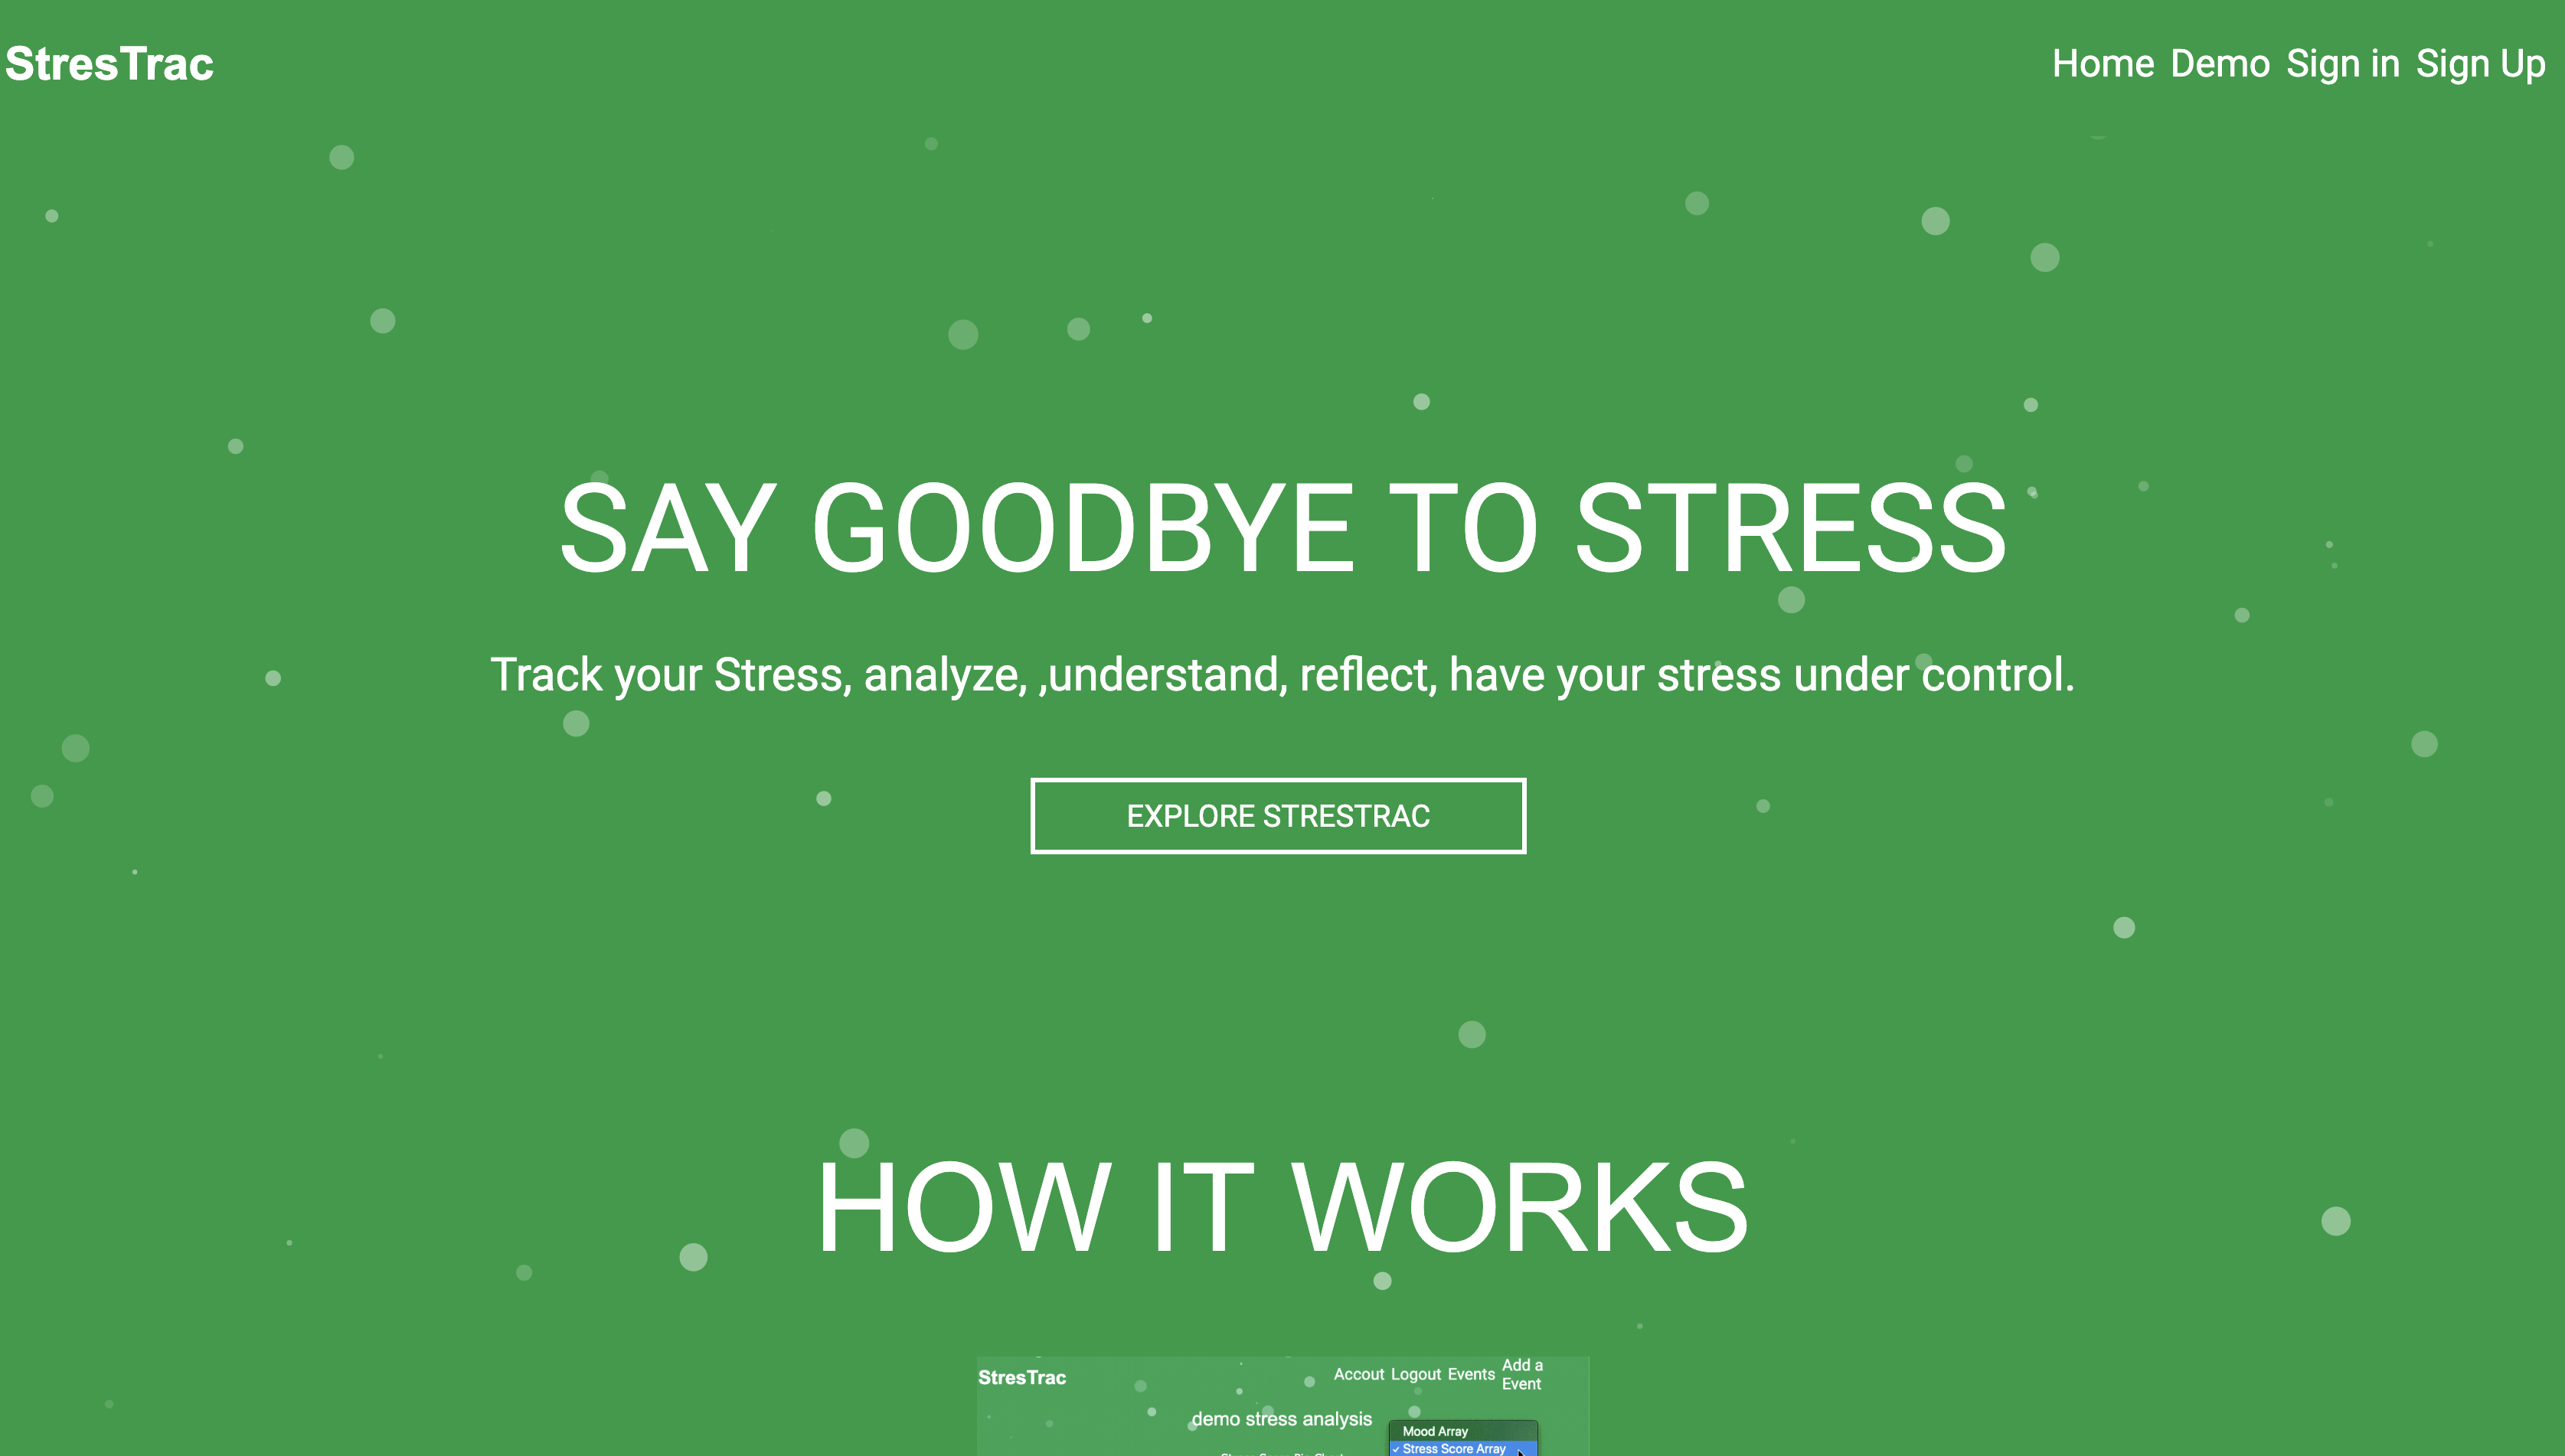 StresTrac
Home Demo Sign in Sign Up
SAY GOODBYE TO STRESS
Track your Stress, analyze, ,understand, reflect, have your stress under control.
EXPLORE STRESTRAC
HOW IT WORKS
StresTrac
Accout Logout Events Add a
Event
demo stress analysis
Mood Array
✓ Stress Score Array